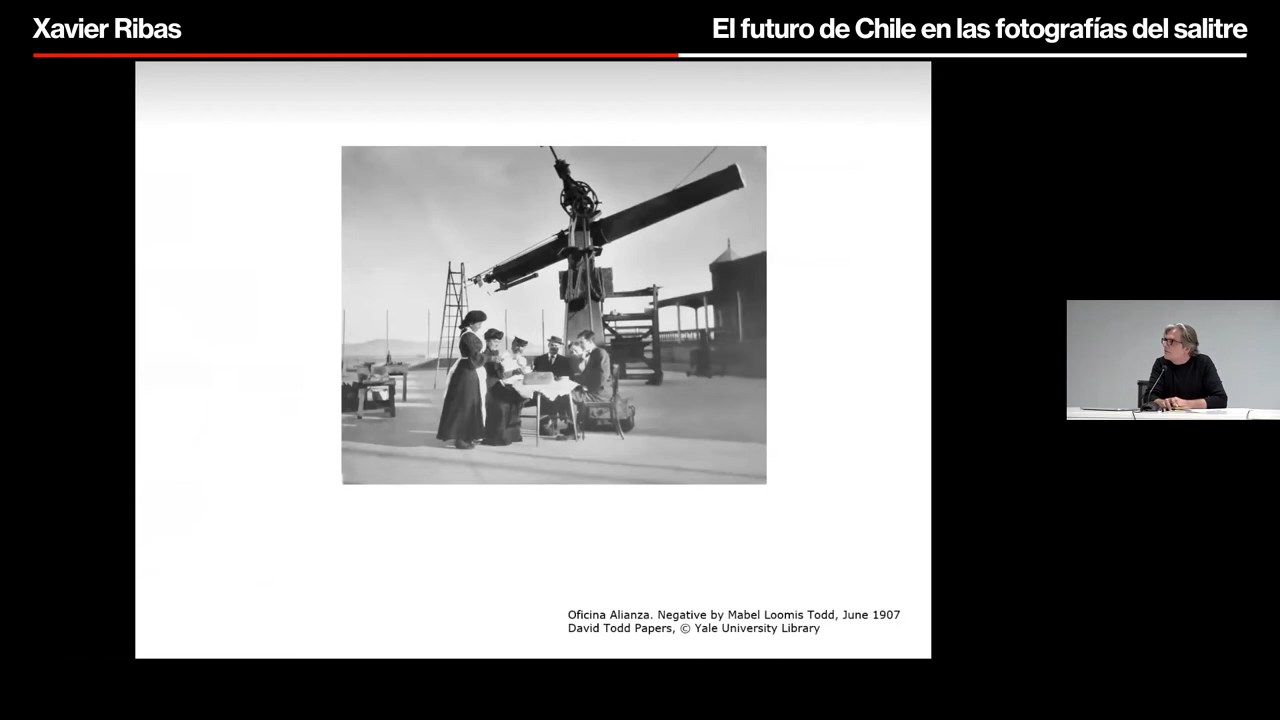 Xavier Ribas
El futuro de Chile en las fotografías del salitre
Oficina Alianza. Negative by Mabel Loomis Todd, June 1907
David Todd Papers, © Yale University Library